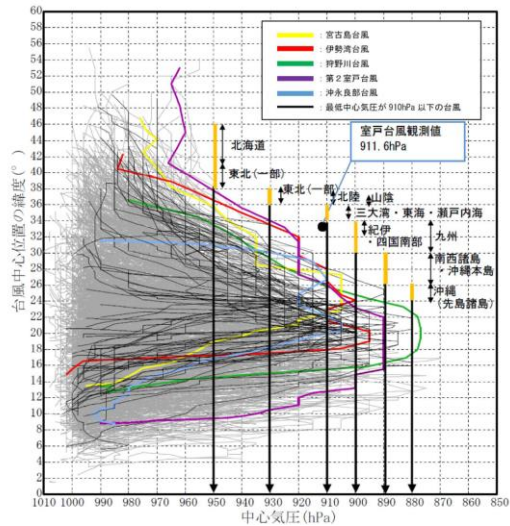 60
58
56
54
52
50
48
46
44
42
40
38
36
34
32
30
28
26
24
22
20
18
16
14
12
10
8
6
4
2
0
台風中心位置の緯度(°)
：宮古島台風
：伊勢湾台風
：狩野川台風
：第２室戸台風
：沖永良部台風
：最低中心気圧が910hPa 以下の台風
室戸台風観測値
911.6hPa
北海道
東北(一部)
東北(一部)
北陸
山陰
三大湾・東海・瀬戸内海
紀伊
・四国南部
九州
南西諸島
・沖縄本島
沖縄
(先島諸島)
1010 1000 990 980 970 960 950 940 930 920 910 900 890 880 870 860 850
中心気圧(hPa)